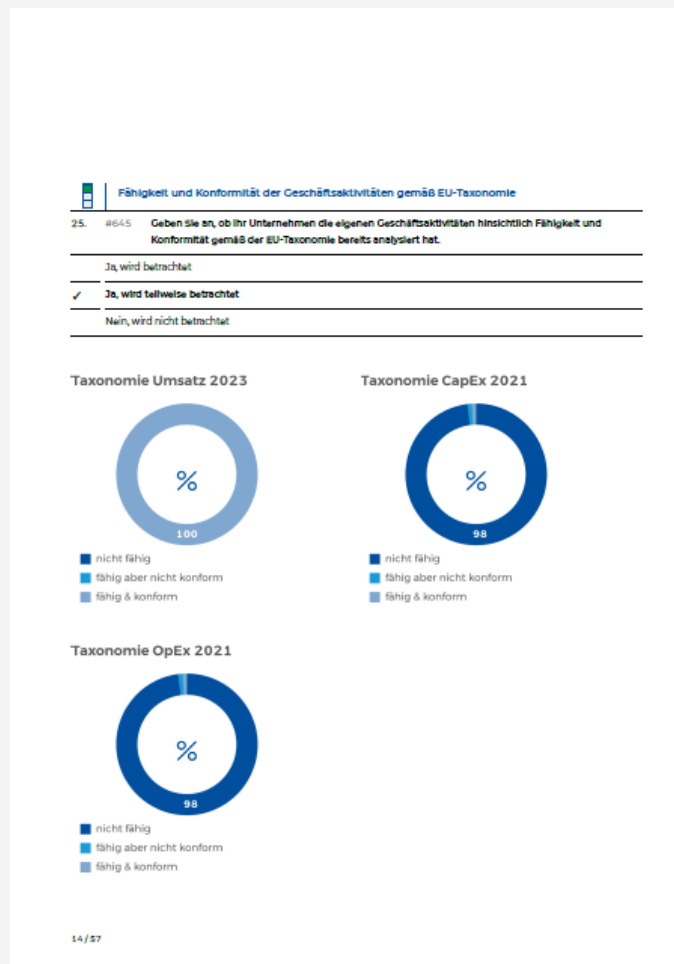 Fähigkeit und Konformität der Geschäftsaktivitäten gemäß EU-Taxonomie
25. #645 Geben Sie an, ob Ihr Unternehmen die eigenen Geschäftsaktivitäten hinsichtlich Fähigkeit und
Konformität gemäß der EU-Taxonomie bereits analysiert hat.
Ja, wird betrachtet
✓ Ja, wird teilweise betrachtet
Nein, wird nicht betrachtet
Taxonomie Umsatz 2023
%
100
nicht fähig
fähig aber nicht konform
fähig & konform
Taxonomie CapEx 2021
%
98
nicht fähig
fähig aber nicht konform
fähig & konform
Taxonomie OpEx 2021
%
98
nicht fähig
fähig aber nicht konform
fähig & konform
14/57